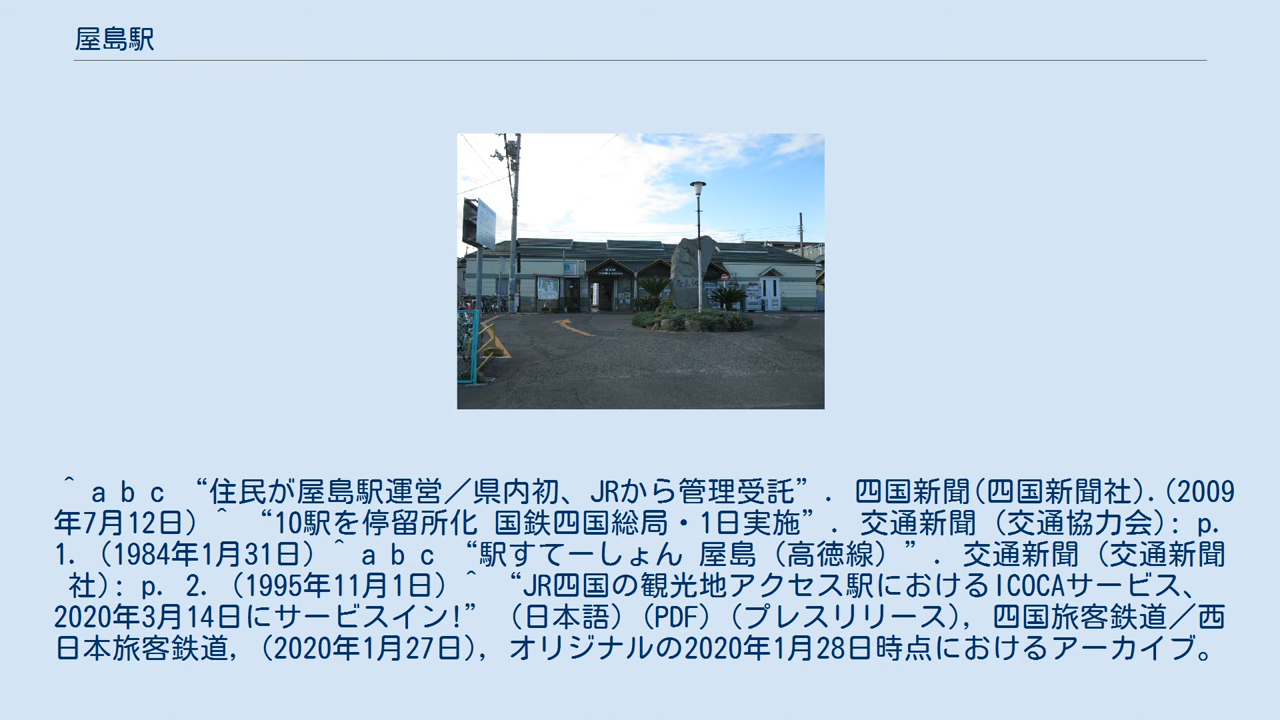 屋島駅
^ a b c “住民が屋島駅運営／県内初、JRから管理受託”. 四国新聞(四国新聞社).(2009
年7月12日) ^ “10駅を停留所化 国鉄四国総局・1日実施”. 交通新聞 (交通協力会): p.
1. (1984年1月31日) ^ a b c “駅すてーしょん 屋島（高徳線）”. 交通新聞 (交通新聞
社): p. 2. (1995年11月1日) ^ “JR四国の観光地アクセス駅におけるICOCAサービス、
2020年3月14日にサービスイン!” (日本語) (PDF) (プレスリリース), 四国旅客鉄道／西
日本旅客鉄道, (2020年1月27日), オリジナルの2020年1月28日時点におけるアーカイブ。